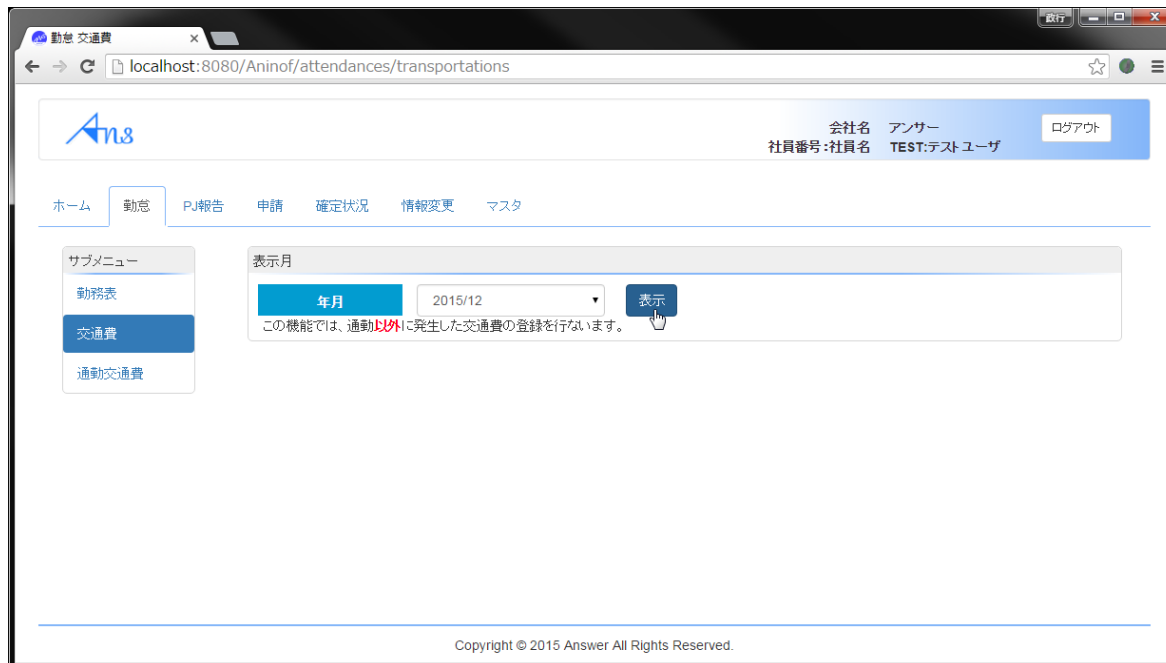 政行
勤怠 交通費
localhost:8080/Aninof/attendances/transportations
Ans
会社名 アンサー
社員番号:社員名 TEST:テストユーザ
ログアウト
ホーム 勤怠 PJ報告 申請 確定状況 情報変更 マスタ
サブメニュー
勤務表
交通費
通勤交通費
表示月
年月 2015/12 表示
この機能では、通勤以外に発生した交通費の登録を行ないます。
Copyright © 2015 Answer All Rights Reserved.